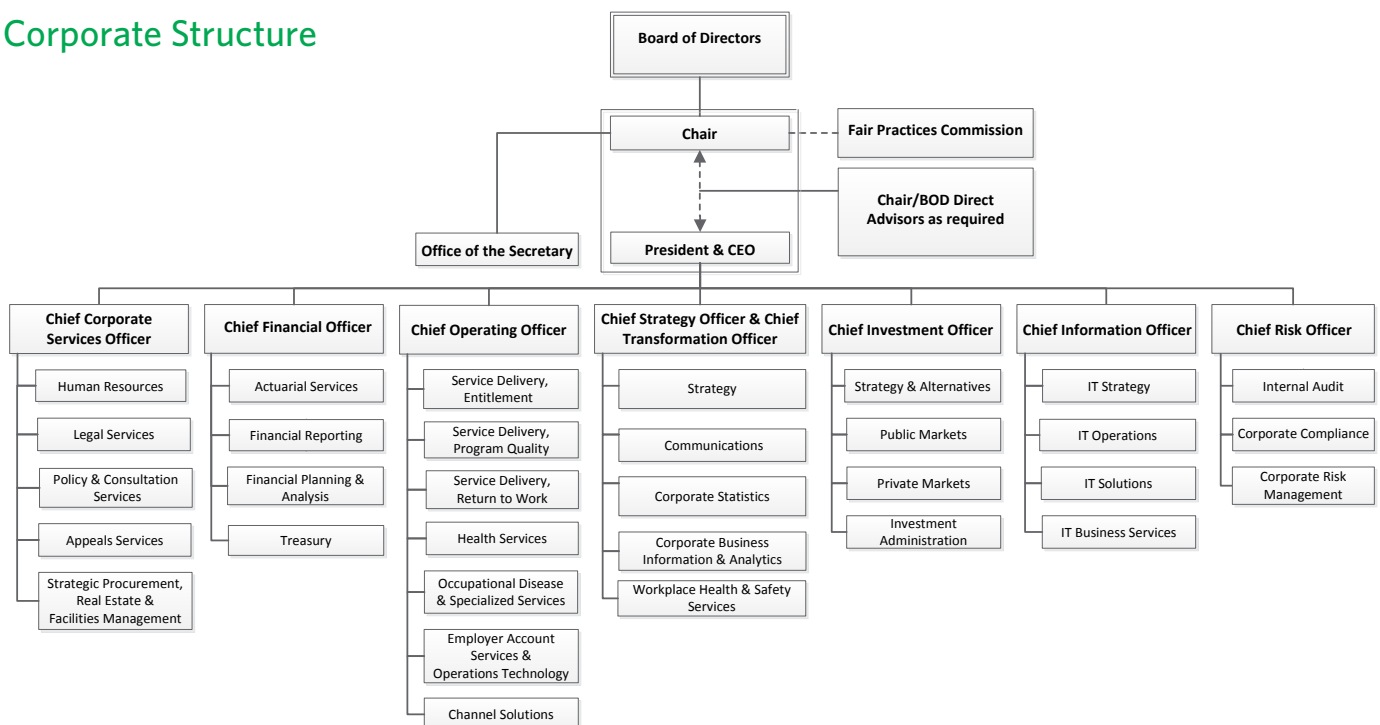 Corporate Structure
Board of Directors
Chair
Fair Practices Commission
Chair/BOD Direct
Advisors as required
Office of the Secretary
President & CEO
Chief Corporate
Services Officer
Human Resources
Legal Services
Policy & Consultation
Services
Appeals Services
Strategic Procurement,
Real Estate &
Facilities Management
Chief Financial Officer
Actuarial Services
Financial Reporting
Financial Planning &
Analysis
Treasury
Chief Operating Officer
Service Delivery,
Entitlement
Service Delivery,
Program Quality
Service Delivery,
Return to Work
Health Services
Occupational Disease
& Specialized Services
Employer Account
Services &
Operations Technology
Channel Solutions
Chief Strategy Officer & Chief
Transformation Officer
Strategy
Communications
Corporate Statistics
Corporate Business
Information & Analytics
Workplace Health & Safety
Services
Chief Investment Officer
Strategy & Alternatives
Public Markets
Private Markets
Investment
Administration
Chief Information Officer
IT Strategy
IT Operations
IT Solutions
IT Business Services
Chief Risk Officer
Internal Audit
Corporate Compliance
Corporate Risk
Management